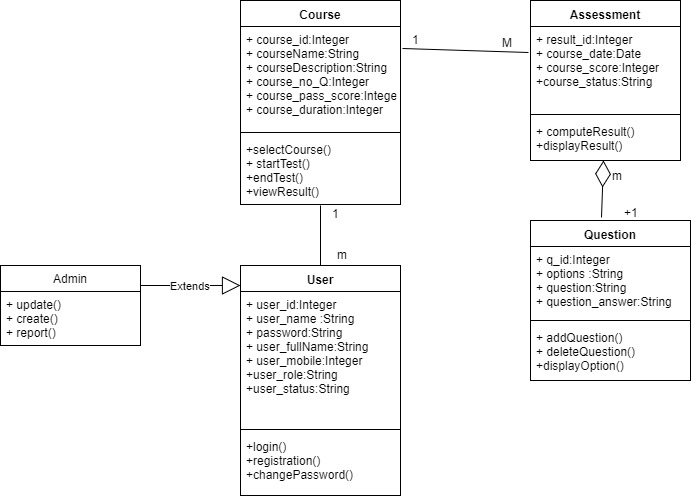 Course
+ course_id:Integer
+ courseName:String
+ courseDescription:String
+ course_no_Q:Integer
+ course_pass_score:Intege
+ course_duration:Integer
+selectCourse()
+ startTest()
+endTest()
+viewResult()
1
M
Assessment
+ result_id:Integer
+ course_date:Date
+ course_score:Integer
+course_status:String
+ computeResult()
+displayResult()
m
+1
Question
+ q_id:Integer
+ options :String
+ question:String
+ question_answer:String
+ addQuestion()
+ deleteQuestion()
+displayOption()
1
m
Admin
+ update()
+ create()
+ report()
Extends
User
+ user_id:Integer
+ user_name :String
+ password:String
+ user_fullName:String
+ user_mobile:Integer
+user_role:String
+user_status:String
+login()
+registration()
+changePassword()